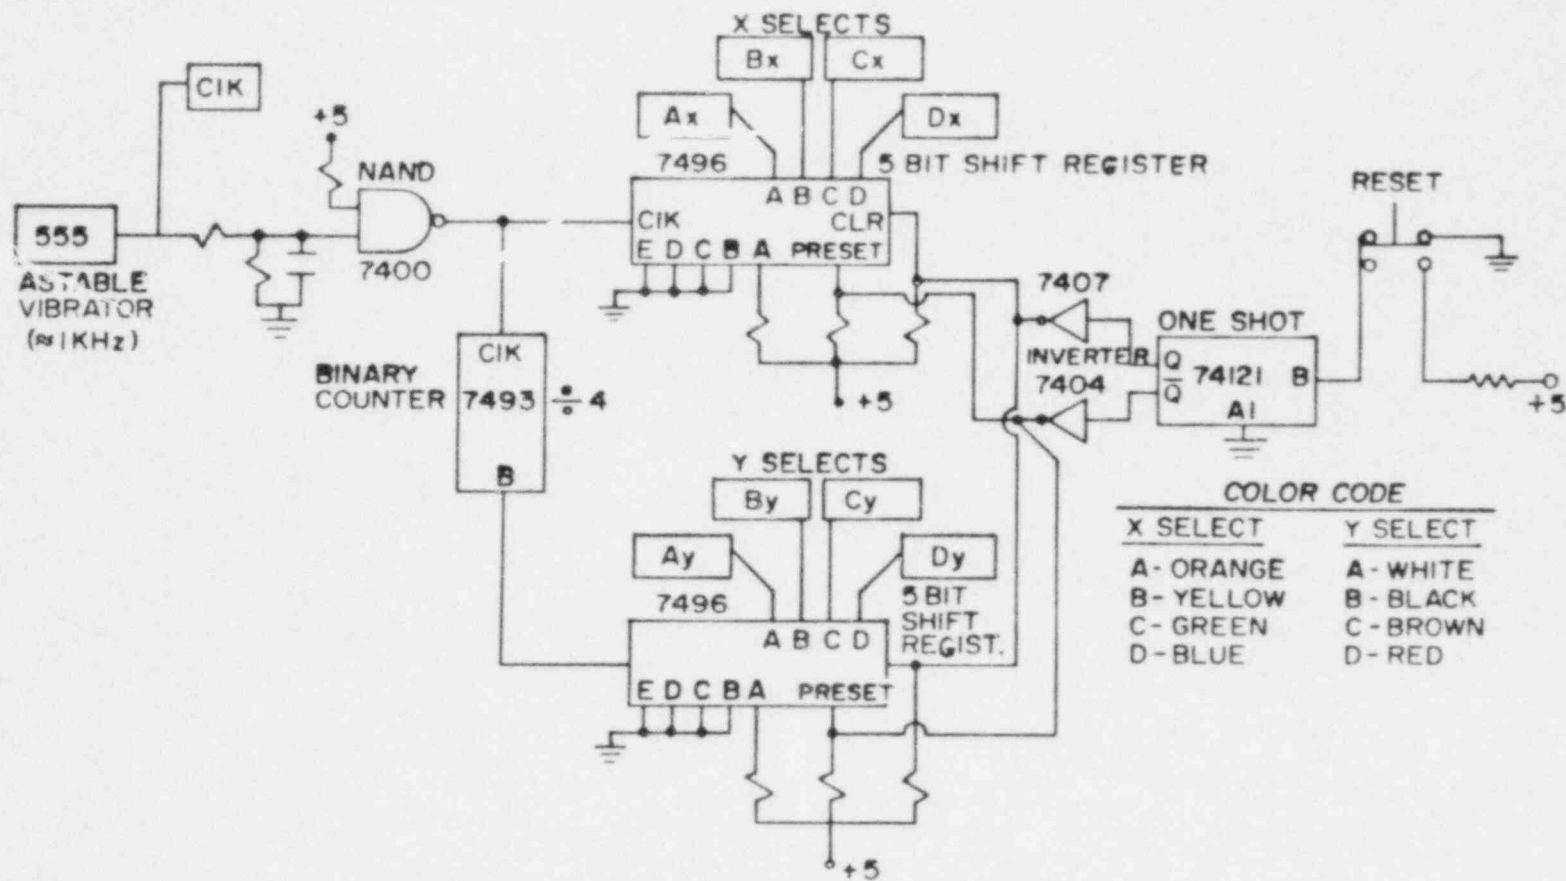 X SELECTS
Bx
Cx
CIK
Ax
Dx
+5
7496
5 BIT SHIFT REGISTER
NAND
A B C D
RESET
CIK
CLR
555
E D C B A PRESET
7400
ASTABLE
VIBRATOR
(≈1KHz)
7407
ONE SHOT
INVERTER
7404
Q
Q̅
74121
B
A1
+5
CIK
BINARY
COUNTER
7493
÷4
B
+5
Y SELECTS
By
Cy
Ay
Dy
7496
5 BIT
SHIFT
REGIST.
A B C D
E D C B A PRESET
+5
COLOR CODE
X SELECT
Y SELECT
A- ORANGE
A- WHITE
B- YELLOW
B- BLACK
C- GREEN
C- BROWN
D- BLUE
D- RED